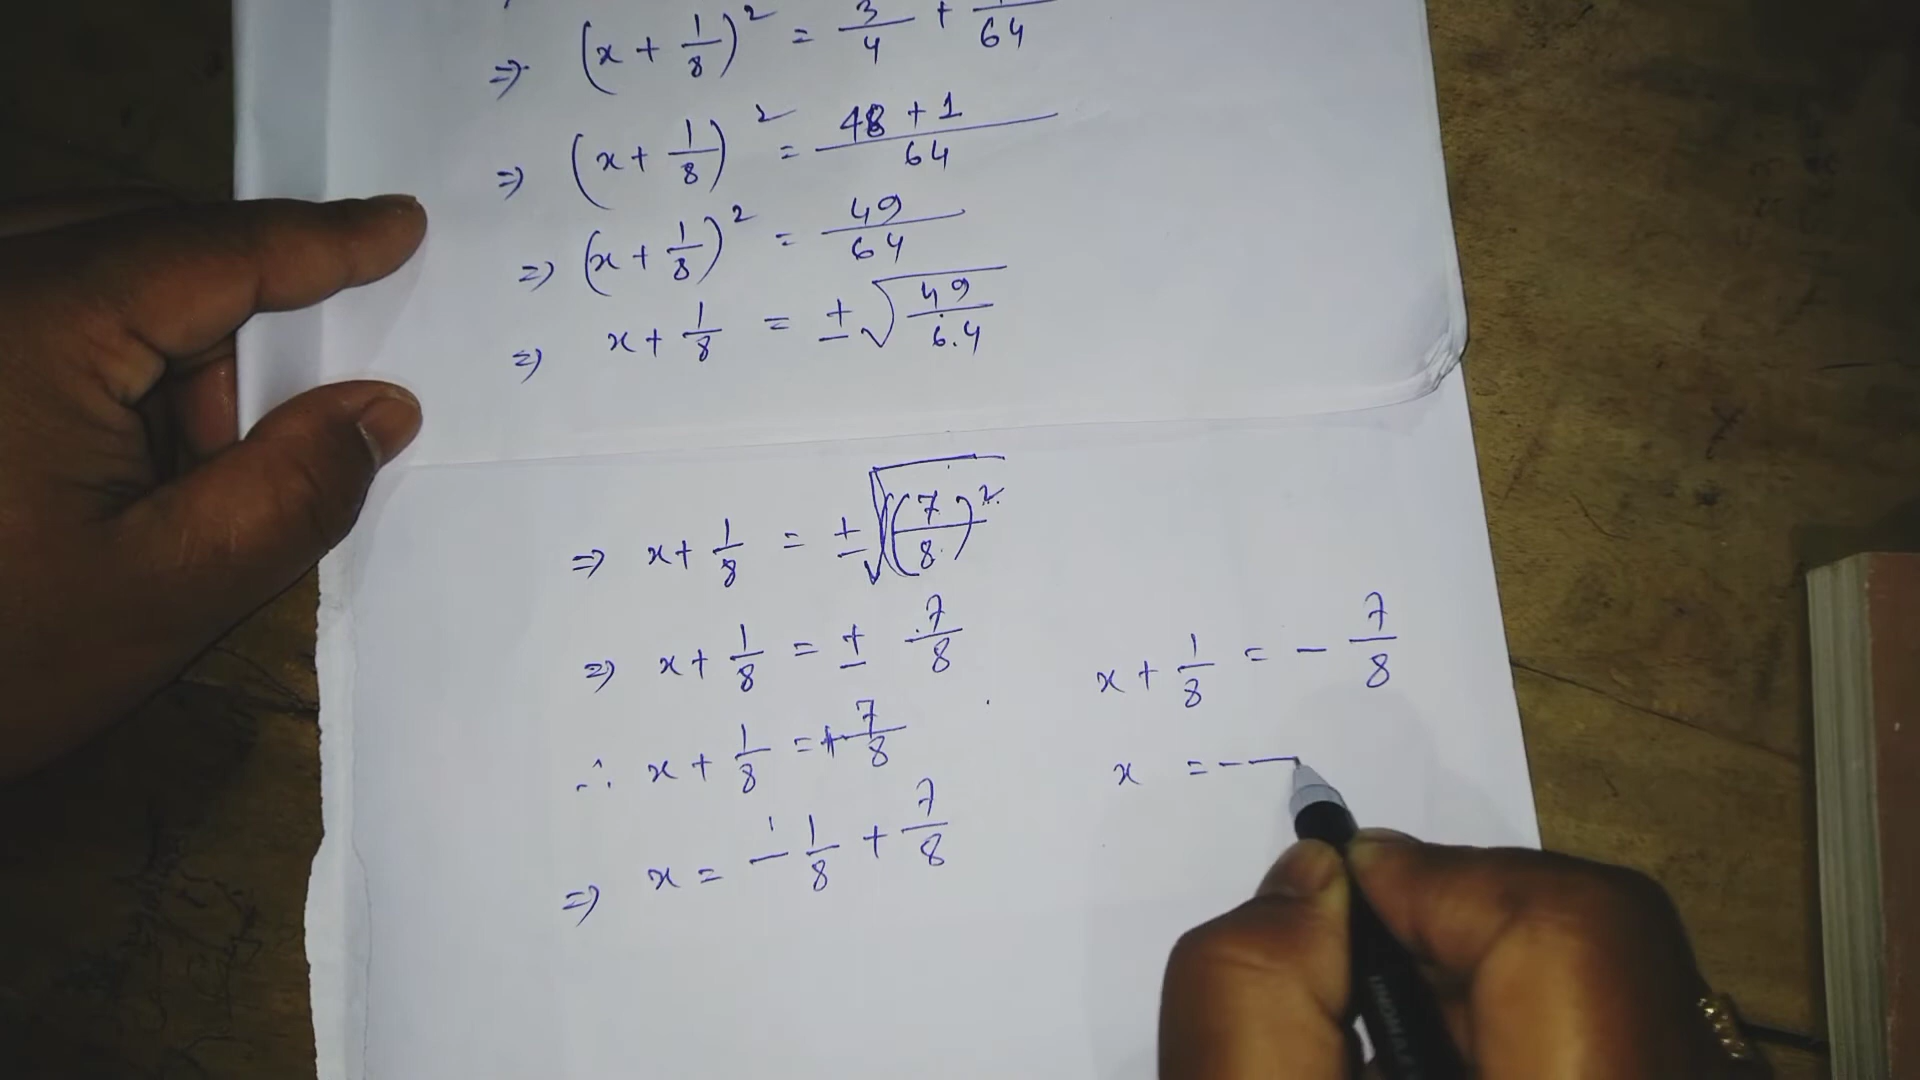 ⇒ (x + 1/8)² = 3/4 + 1/64
⇒ (x + 1/8)² = 48 + 1/64
⇒ (x + 1/8)² = 49/64
⇒ x + 1/8 = ± √49/64
⇒ x + 1/8 = ± √(7/8)²
⇒ x + 1/8 = ± 7/8
∴ x + 1/8 = + 7/8
⇒ x = - 1/8 + 7/8
x + 1/8 = - 7/8
x = - —